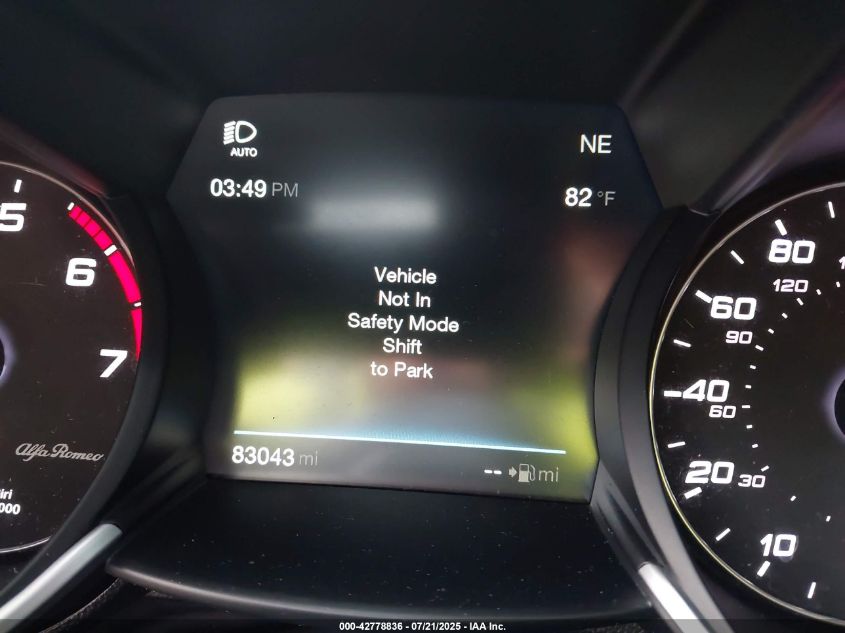 AUTO
NE
03:49 PM
82 °F
Vehicle
Not In
Safety Mode
Shift
to Park
83043 mi
-- mi
5
6
7
Alfa Romeo
000
80
120
60
90
40
60
20
30
10
000-42778836 - 07/21/2025 - IAA Inc.